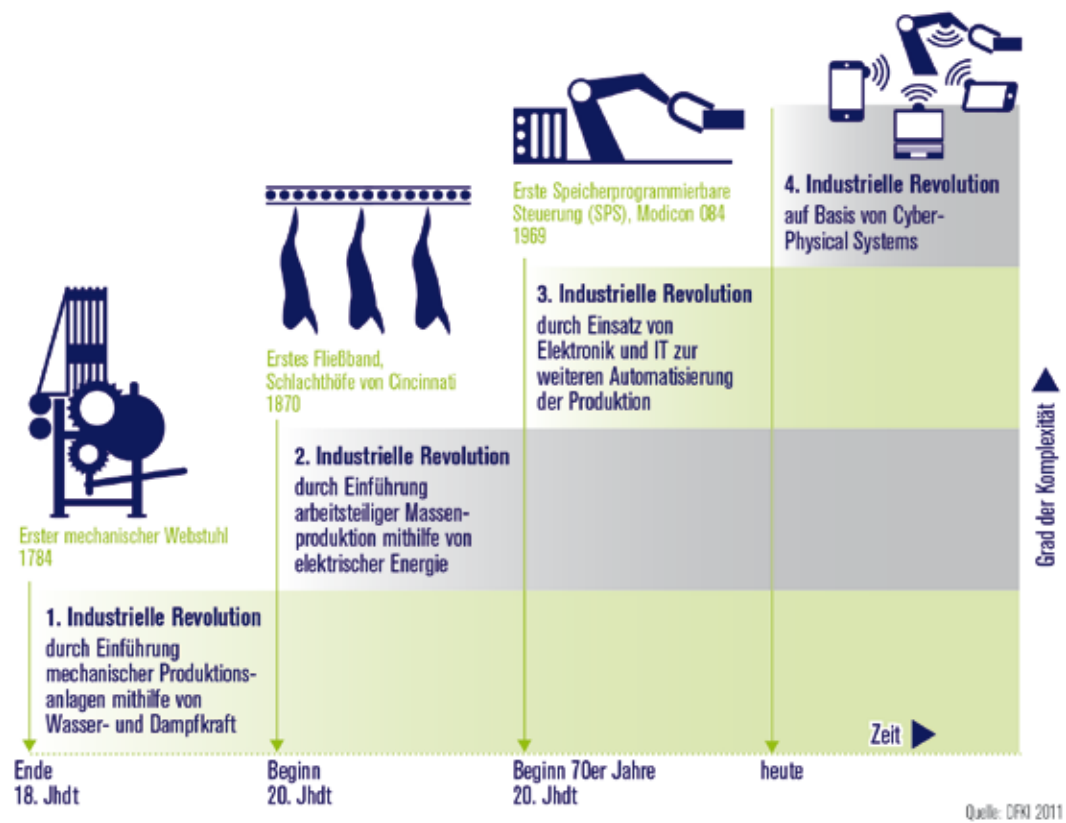 4. Industrielle Revolution
auf Basis von Cyber-
Physical Systems
Erste Speicherprogrammierbare
Steuerung (SPS), Modicon 084
1969
3. Industrielle Revolution
durch Einsatz von
Elektronik und IT zur
weiteren Automatisierung
der Produktion
Erstes Fließband,
Schlachthöfe von Cincinnati
1870
2. Industrielle Revolution
durch Einführung
arbeitsteiliger Massen-
produktion mithilfe von
elektrischer Energie
Erster mechanischer Webstuhl
1784
1. Industrielle Revolution
durch Einführung
mechanischer Produktions-
anlagen mithilfe von
Wasser- und Dampfkraft
Grad der Komplexität
Zeit
Ende
18. Jhdt
Beginn
20. Jhdt
Beginn 70er Jahre
20. Jhdt
heute
Quelle: DFKI 2011